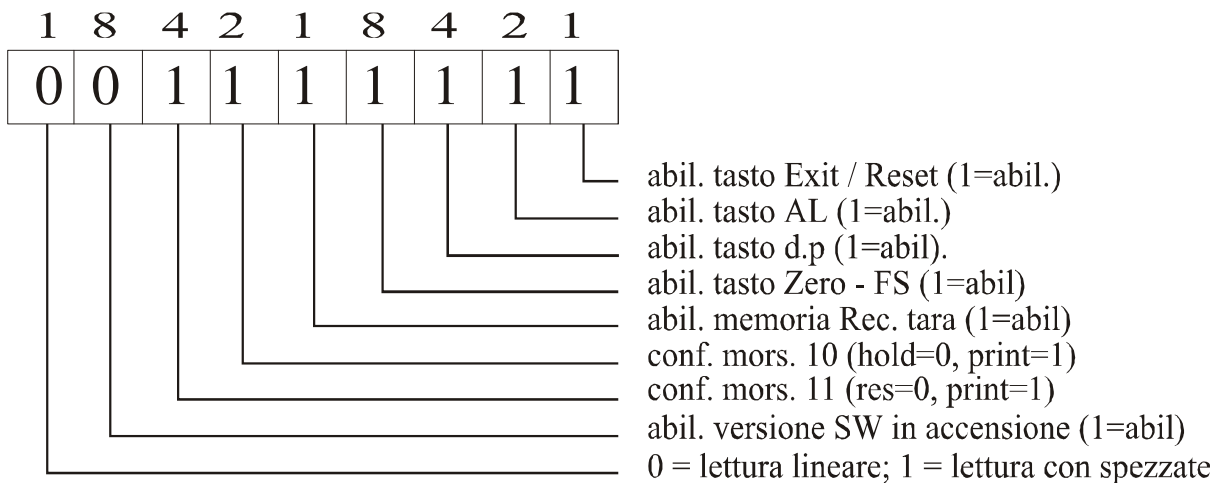 1 8 4 2 1 8 4 2 1
0 0 1 1 1 1 1 1 1
abil. tasto Exit / Reset (1=abil.)
abil. tasto AL (1=abil.)
abil. tasto d.p (1=abil).
abil. tasto Zero - FS (1=abil)
abil. memoria Rec. tara (1=abil)
conf. mors. 10 (hold=0, print=1)
conf. mors. 11 (res=0, print=1)
abil. versione SW in accensione (1=abil)
0 = lettura lineare; 1 = lettura con spezzate